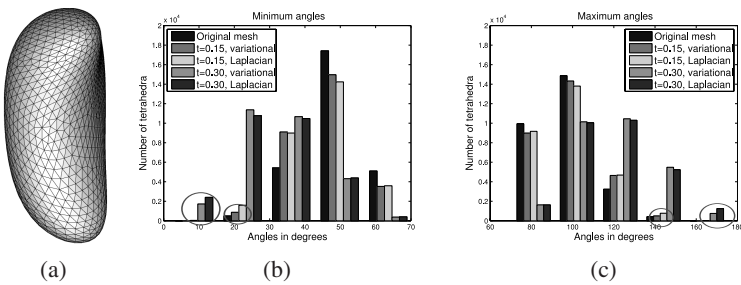 Minimum angles
x 10⁴
2
1.8
1.6
1.4
1.2
1
0.8
0.6
0.4
0.2
0
Number of tetrahedra
Original mesh
t=0.15, variational
t=0.15, Laplacian
t=0.30, variational
t=0.30, Laplacian
0 10 20 30 40 50 60 70
Angles in degrees
Maximum angles
x 10⁴
2
1.8
1.6
1.4
1.2
1
0.8
0.6
0.4
0.2
0
Number of tetrahedra
Original mesh
t=0.15, variational
t=0.15, Laplacian
t=0.30, variational
t=0.30, Laplacian
60 80 100 120 140 160 180
Angles in degrees
(a) (b) (c)